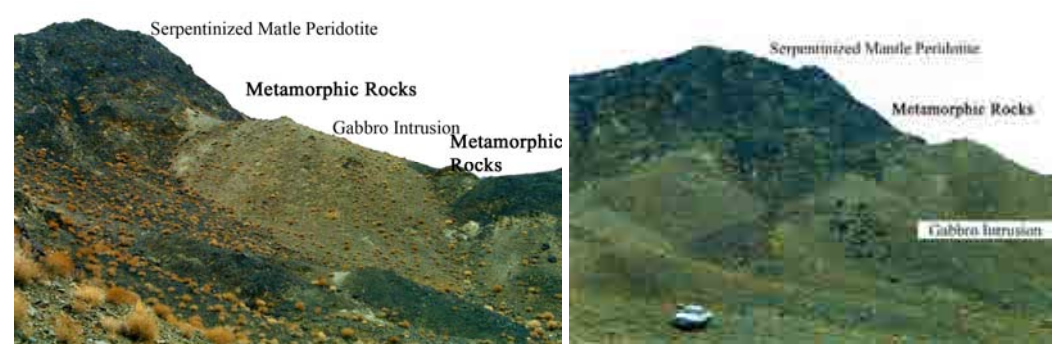 Serpentinized Matle Peridotite
Metamorphic Rocks
Gabbro Intrusion
Metamorphic
Rocks
Serpentinized Mantle Peridotite
Metamorphic Rocks
Gabbro Intrusion